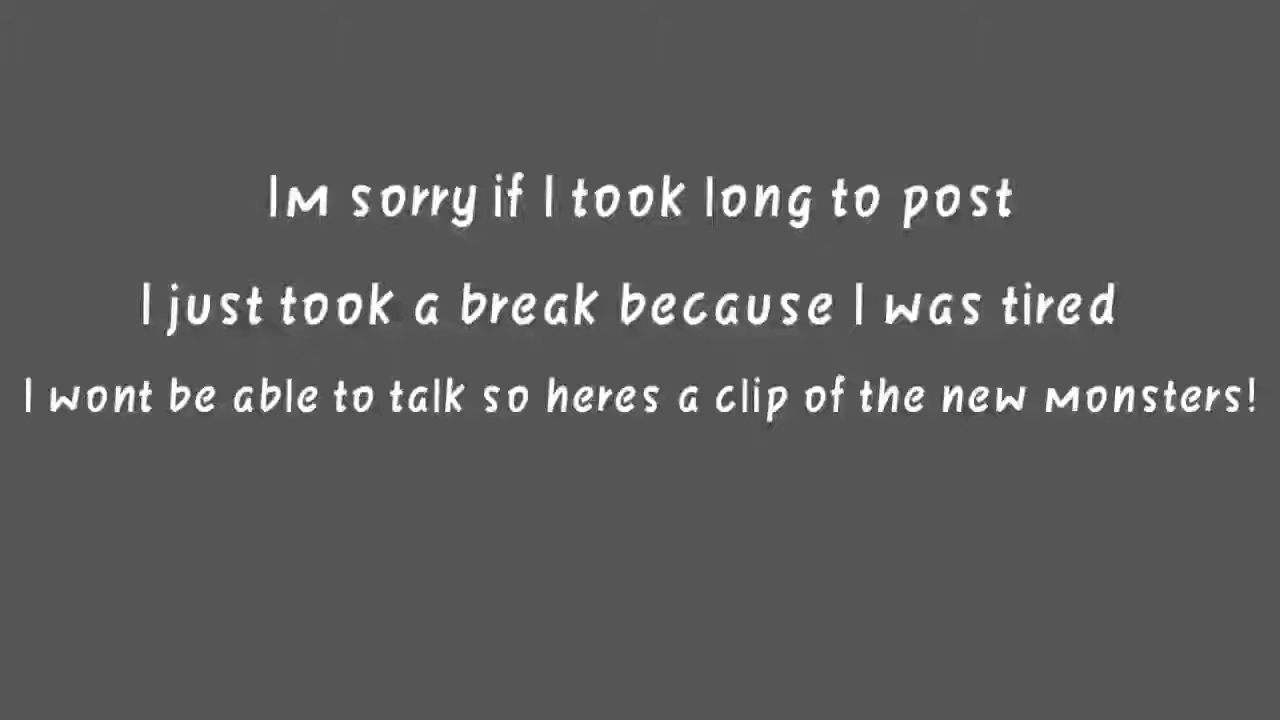 Im sorry if I took long to post
I just took a break because I was tired
I wont be able to talk so heres a clip of the new monsters!